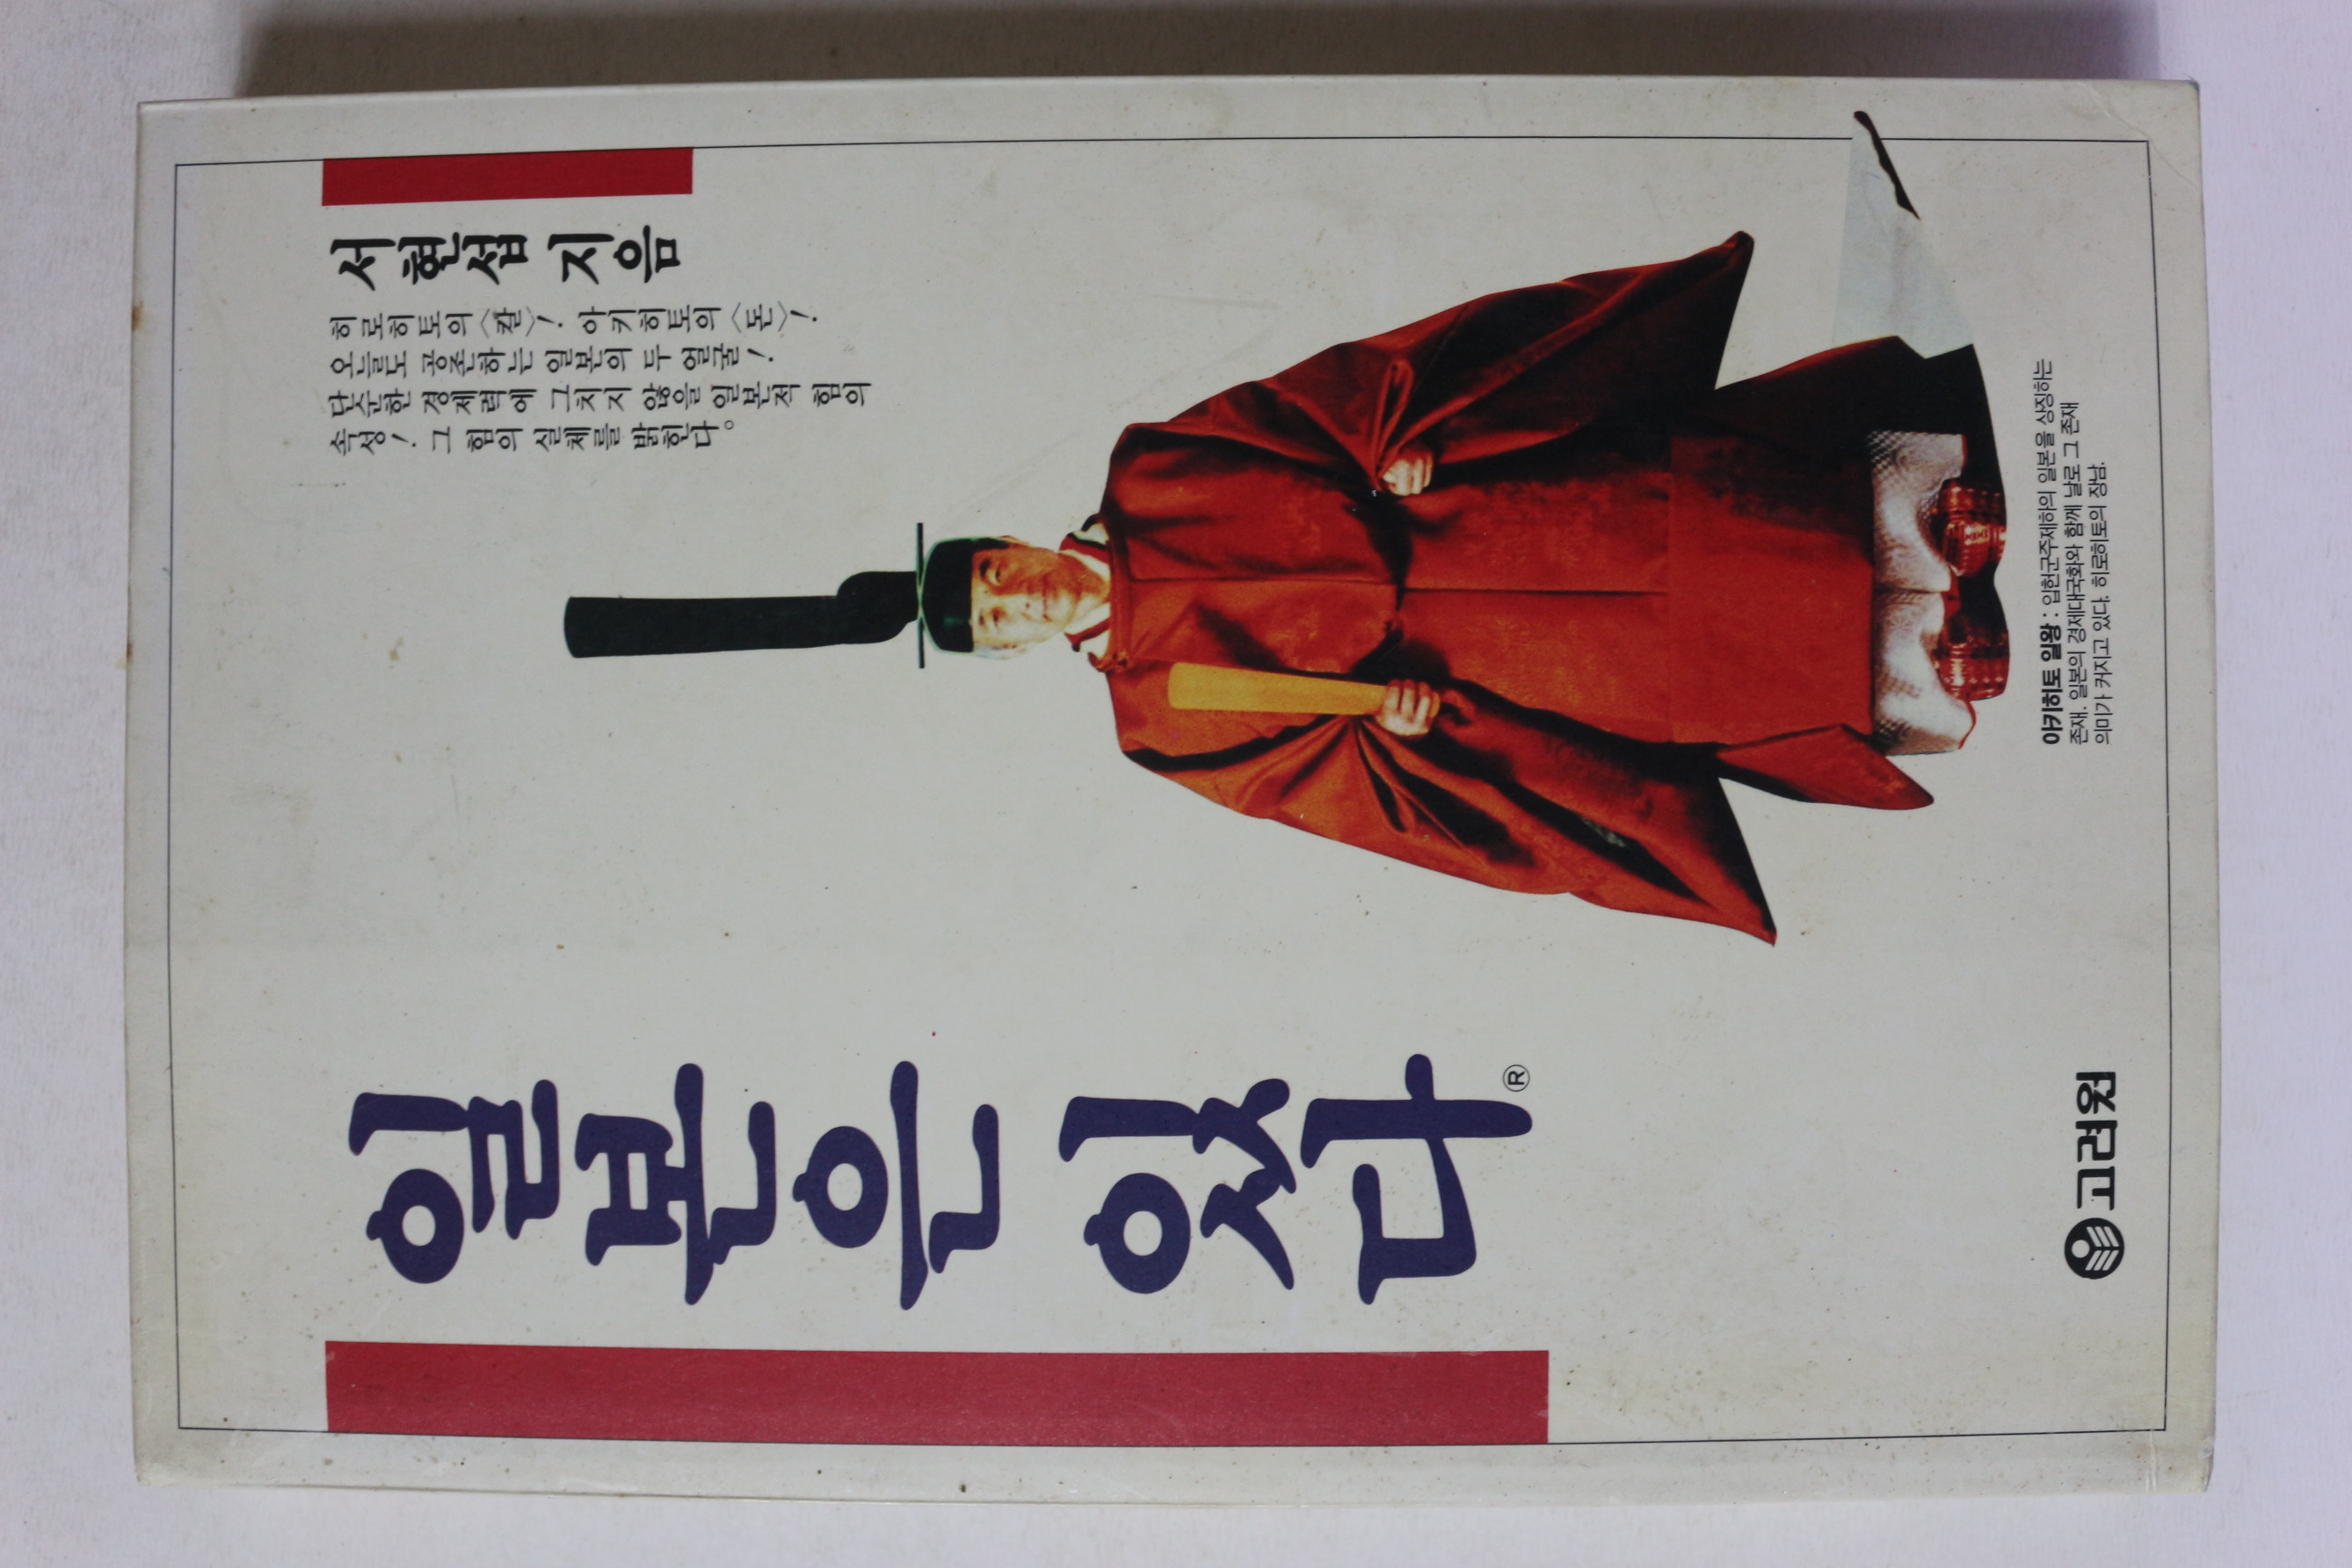 일본은 있다®
서현섭 지음
히로히토의 〈칼〉! 아키히토의 〈돈〉!
오늘도 공존하는 일본의 두 얼굴!
단순한 경제력에 그치지 않을 일본적 힘의
속성! 그 힘의 실체를 밝힌다。
아키히토 일왕 : 입헌군주제하의 일본을 상징하는
존재. 일본의 경제대국화와 함께 날로 그 존재
의미가 커지고 있다. 히로히토의 장남.
고려원